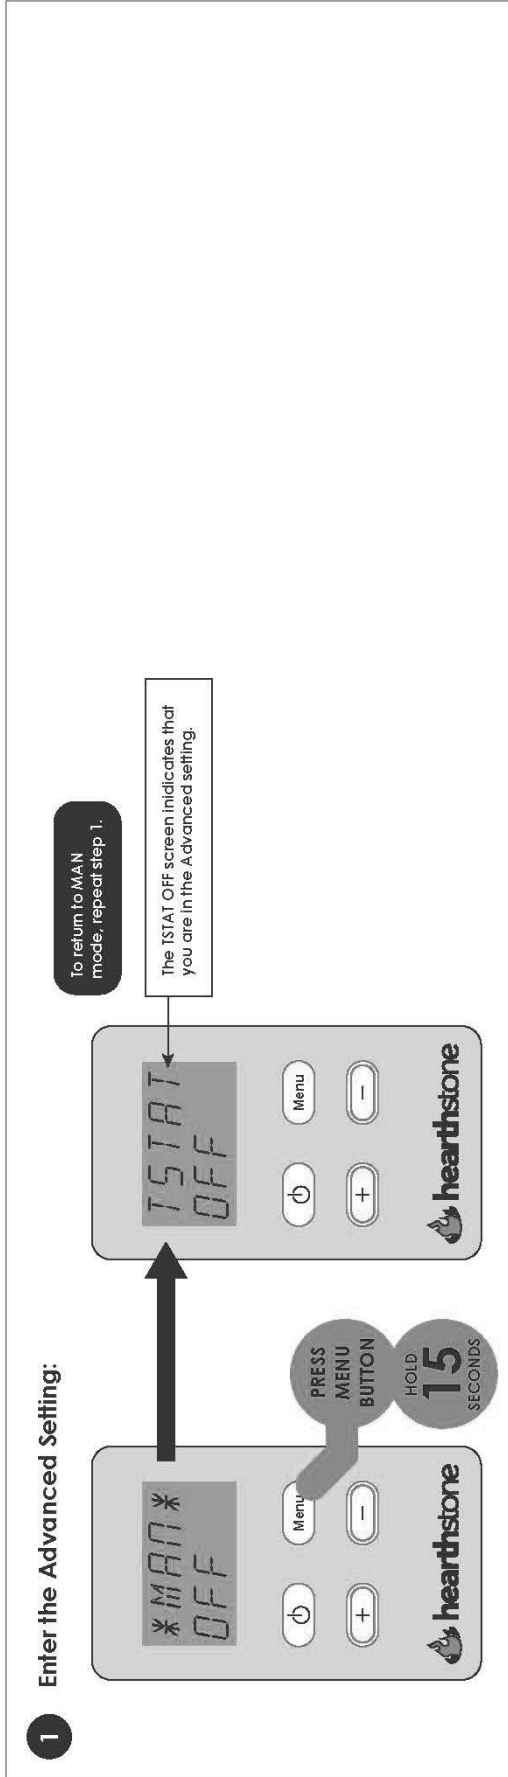 1
Enter the Advanced Setting:
*MAN*
OFF
Menu
+
−
hearthstone
PRESS
MENU
BUTTON
HOLD
15
SECONDS
TSTAT
OFF
Menu
+
−
hearthstone
To return to MAN
mode, repeat step 1.
The TSTAT OFF screen inidicates that
you are in the Advanced setting.